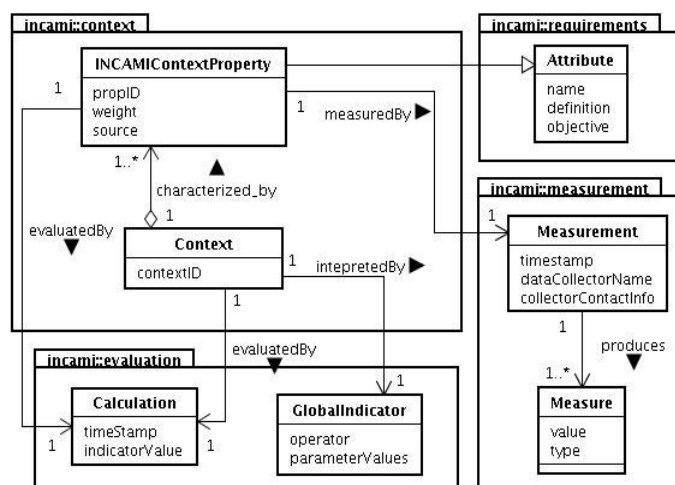 incami::context
incami::requirements
INCAMIContextProperty
propID
weight
source
1
1
measuredBy
Attribute
name
definition
objective
1..*
characterized_by
1
evaluatedBy
Context
contextID
1
1
intepretedBy
incami::measurement
1
Measurement
timestamp
dataCollectorName
collectorContactInfo
1
produces
1..*
Measure
value
type
incami::evaluation
evaluatedBy
Calculation
timeStamp
indicatorValue
1
1
1
GlobalIndicator
operator
parameterValues